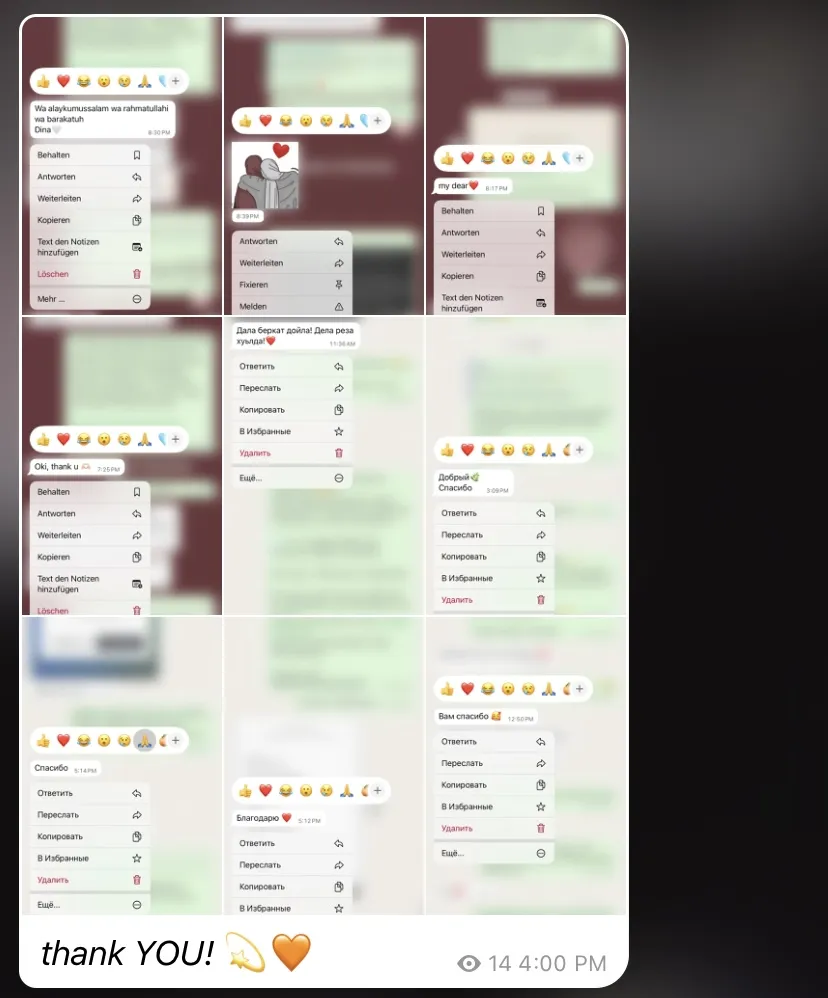 Wa alaykumussalam wa rahmatullahi
wa barakatuh
Dina 🤍
8:30 PM
Behalten
Antworten
Weiterleiten
Kopieren
Text den Notizen
hinzufügen
Löschen
Mehr ...
8:39 PM
Antworten
Weiterleiten
Fixieren
Melden
my dear❤️ 8:17 PM
Behalten
Antworten
Weiterleiten
Kopieren
Text den Notizen
hinzufügen
Oki, thank u 🫶🏻 7:25 PM
Behalten
Antworten
Weiterleiten
Kopieren
Text den Notizen
hinzufügen
Löschen
Дала беркат дойла! Дела реза
хуьлда!❤️
11:36 AM
Ответить
Переслать
Копировать
В Избранные
Удалить
Ещё...
Добрый🌿
Спасибо 3:09 PM
Ответить
Переслать
Копировать
В Избранные
Удалить
Спасибо 5:14 PM
Ответить
Переслать
Копировать
В Избранные
Удалить
Ещё...
Благодарю ❤️ 5:12 PM
Ответить
Переслать
Копировать
В Избранные
Вам спасибо 🥰 12:50 PM
Ответить
Переслать
Копировать
В Избранные
Удалить
Ещё...
thank YOU! 💫🧡
14 4:00 PM